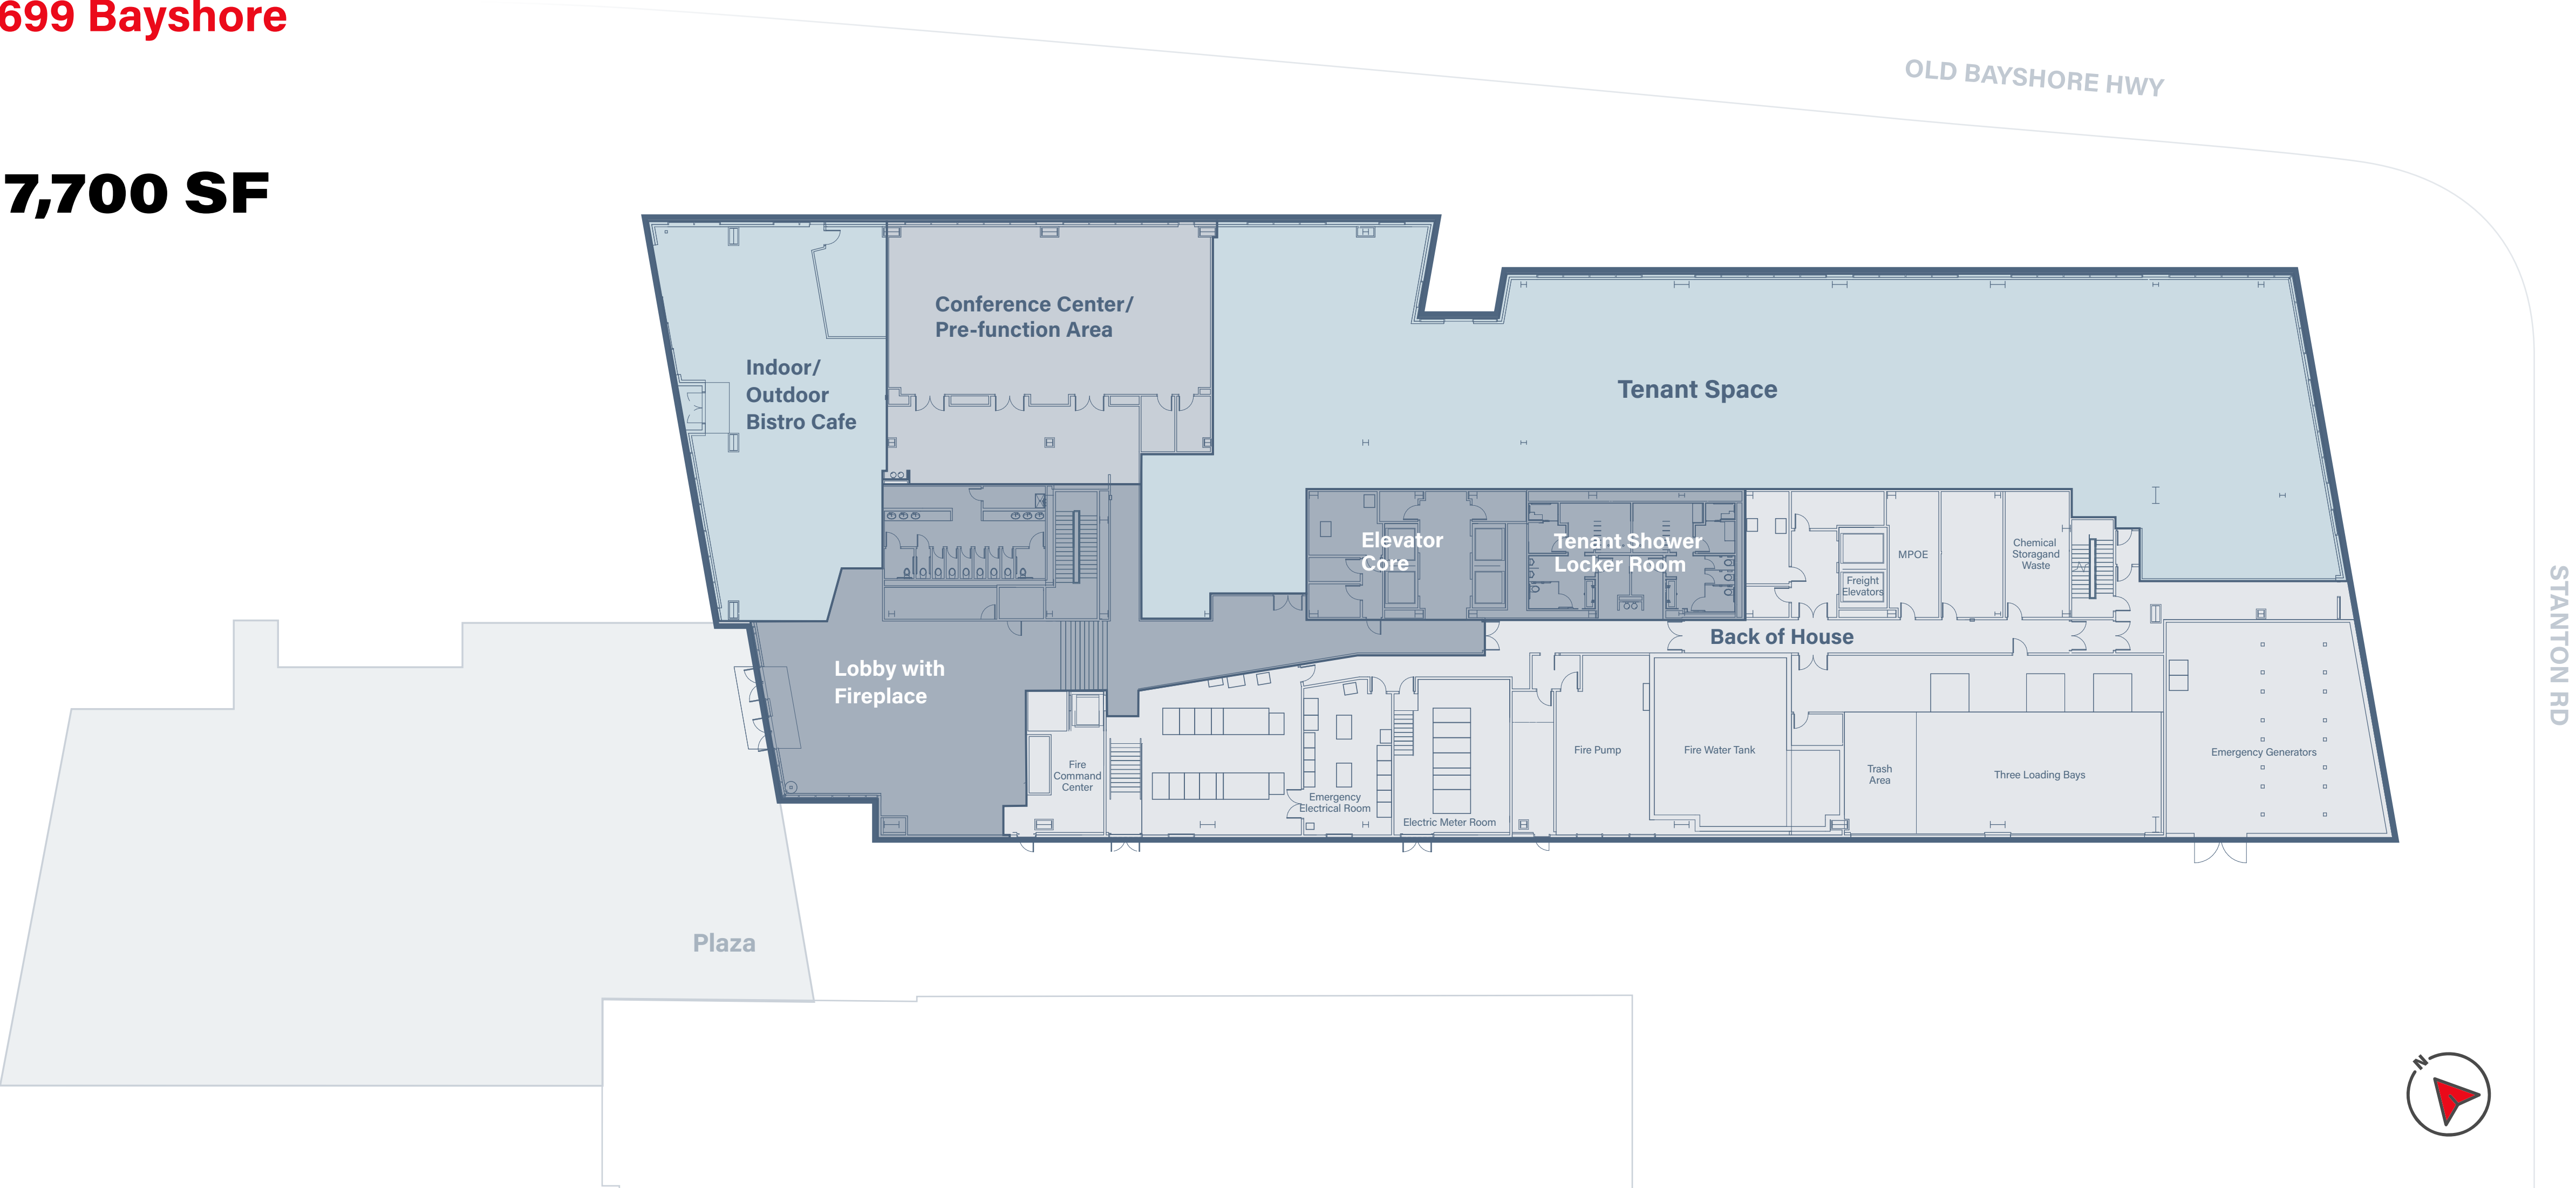 699 Bayshore
7,700 SF
OLD BAYSHORE HWY
Conference Center/
Pre-function Area
Indoor/
Outdoor
Bistro Cafe
Tenant Space
Elevator
Core
Tenant Shower
Locker Room
Freight
Elevators
MPOE
Chemical
Storagand
Waste
STANTON RD
Back of House
Lobby with
Fireplace
Fire
Command
Center
Emergency
Electrical Room
Electric Meter Room
Fire Pump
Fire Water Tank
Trash
Area
Three Loading Bays
Emergency Generators
Plaza
N